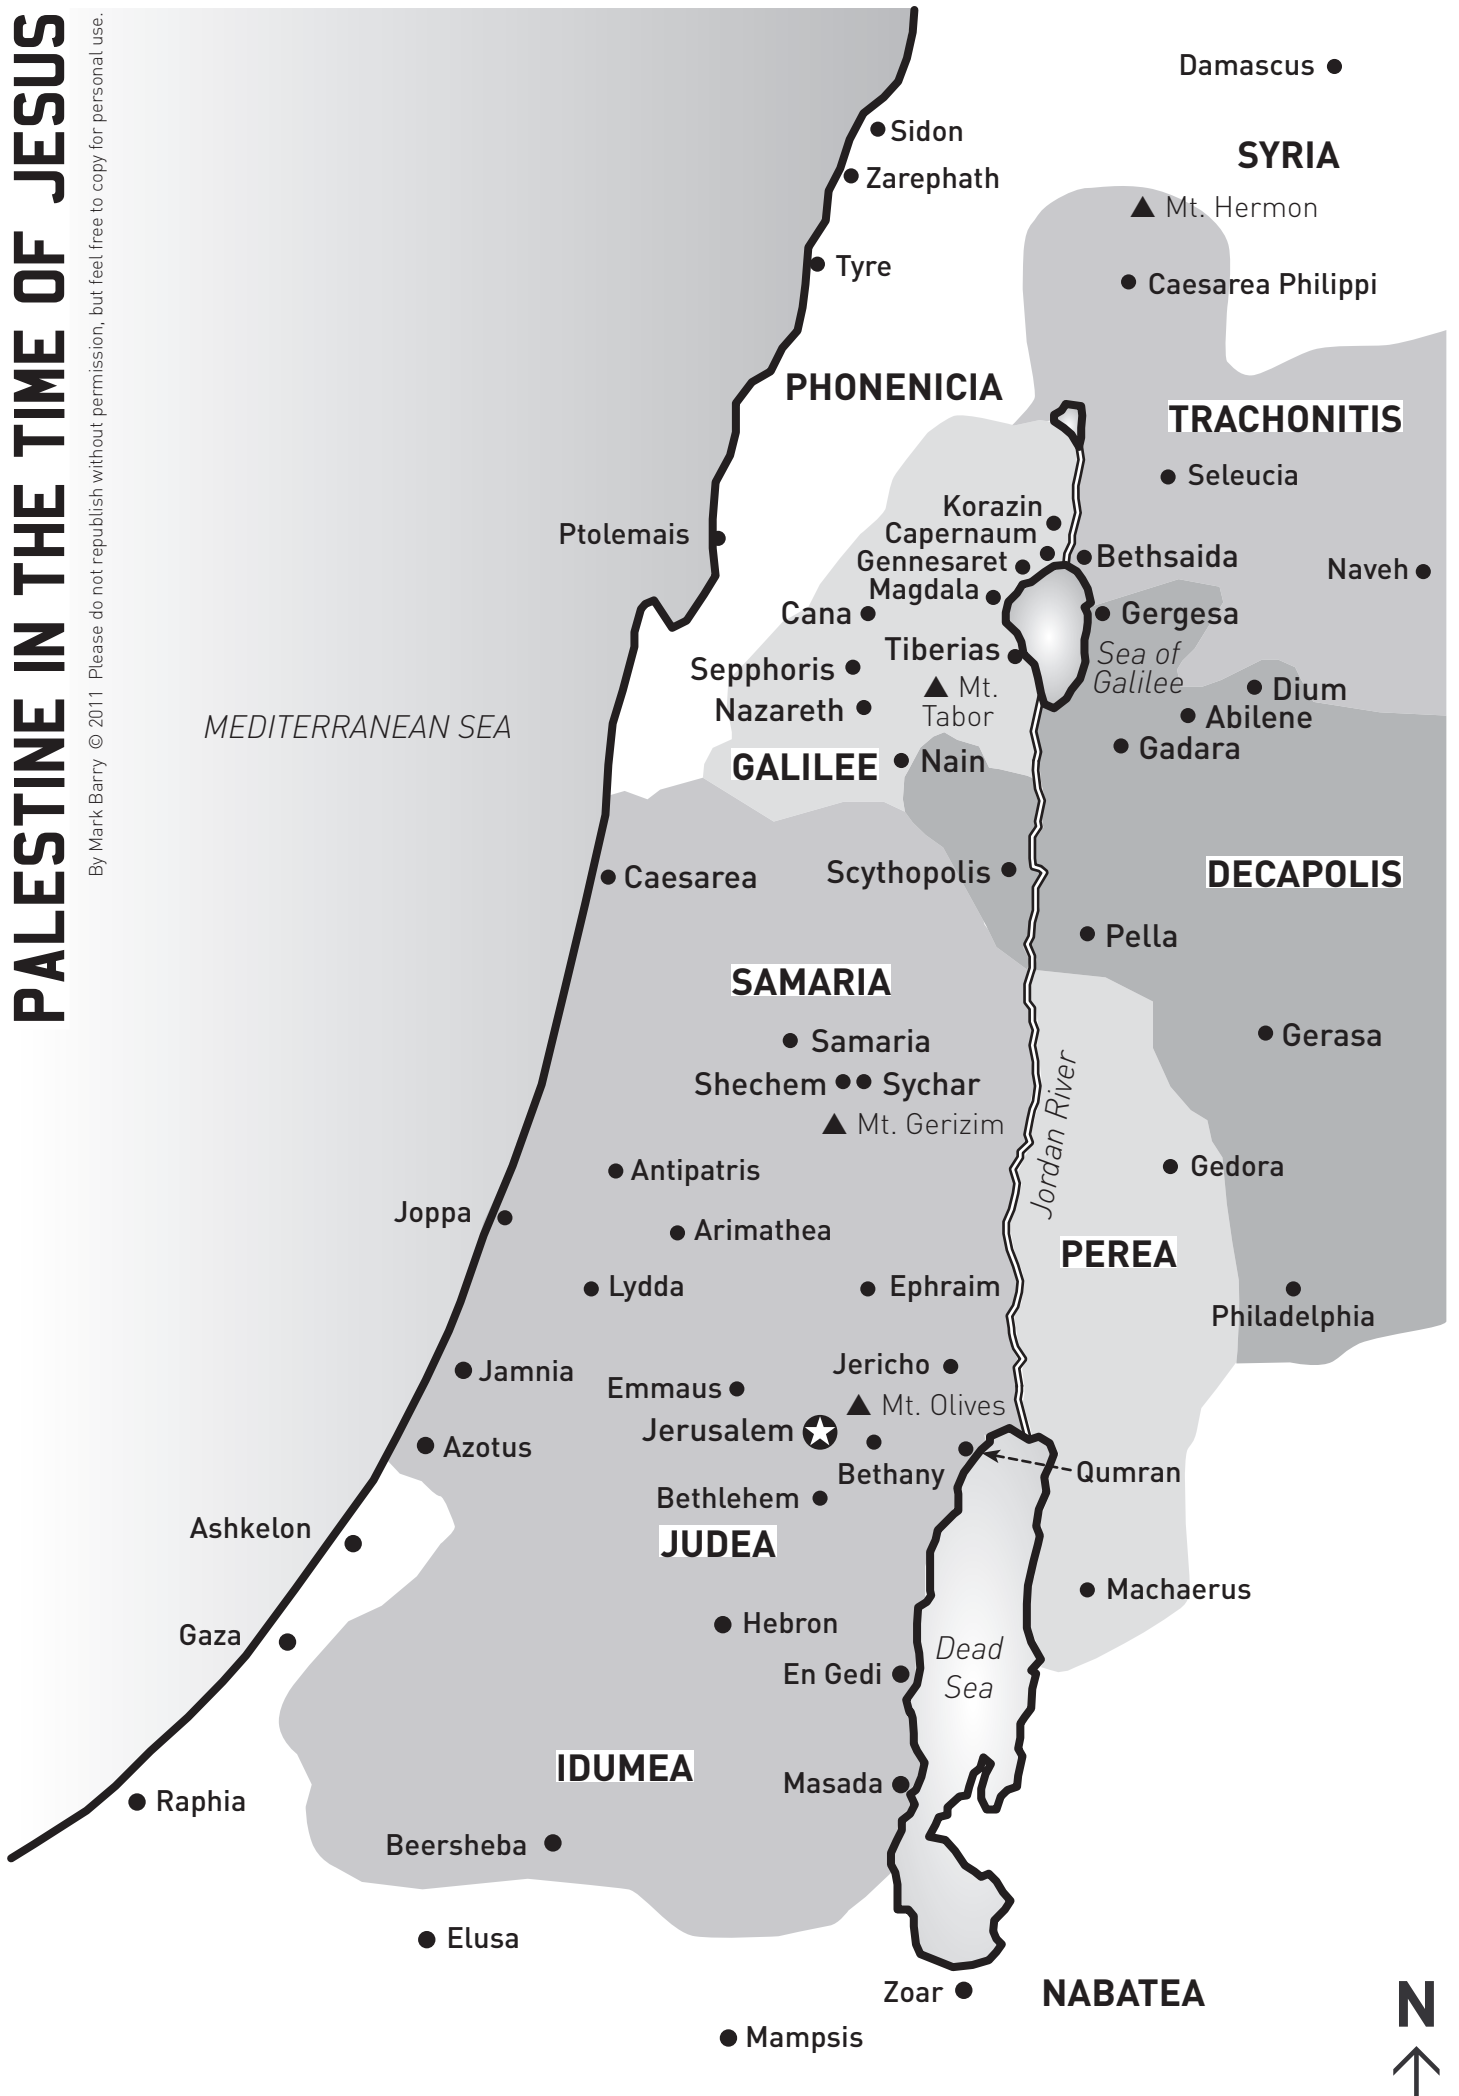 PALESTINE IN THE TIME OF JESUS
By Mark Barry © 2011 Please do not republish without permission, but feel free to copy for personal use.
Damascus
Sidon
SYRIA
Zarephath
Mt. Hermon
Tyre
Caesarea Philippi
PHONENICIA
TRACHONITIS
Seleucia
Korazin
Ptolemais
Capernaum
Bethsaida
Gennesaret
Naveh
Magdala
Cana
Gergesa
Tiberias
Sea of
Galilee
Sepphoris
Mt.
Tabor
Dium
Nazareth
Abilene
MEDITERRANEAN SEA
Gadara
GALILEE
Nain
Scythopolis
DECAPOLIS
Caesarea
Pella
SAMARIA
Gerasa
Samaria
Shechem
Sychar
Mt. Gerizim
Jordan River
Antipatris
Gedora
Joppa
Arimathea
PEREA
Lydda
Ephraim
Philadelphia
Jericho
Jamnia
Emmaus
Mt. Olives
Jerusalem
Azotus
Bethany
Qumran
Bethlehem
Ashkelon
JUDEA
Machaerus
Hebron
Gaza
Dead
Sea
En Gedi
IDUMEA
Masada
Raphia
Beersheba
Elusa
Zoar
NABATEA
N
Mampsis